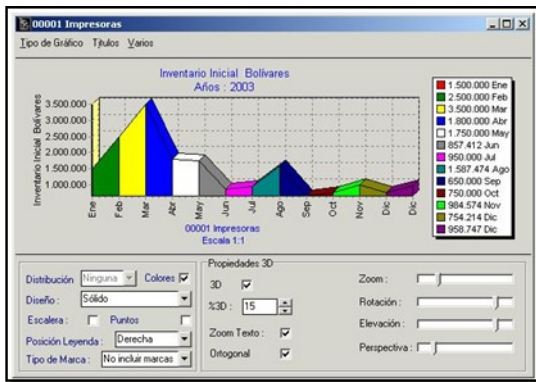 00001 Impresoras
Tipo de Gráfico Títulos Varios
Inventario Inicial Bolívares
Años : 2003
Inventario Inicial Bolívares
3.500.000
3.000.000
2.500.000
2.000.000
1.500.000
1.000.000
Ene Feb Mar Abr May Jun Jul Ago Sep Oct Nov Dic Dic
00001 Impresoras
Escala 1:1
1.500.000 Ene
2.500.000 Feb
3.500.000 Mar
1.800.000 Abr
1.750.000 May
857.412 Jun
950.000 Jul
1.587.474 Ago
650.000 Sep
750.000 Oct
984.574 Nov
754.214 Dic
958.747 Dic
Distribución Ninguna Colores
Diseño : Sólido
Escalera : Puntos
Posición Leyenda : Derecha
Tipo de Marca : No incluir marcas
Propiedades 3D
3D
%3D : 15
Zoom Texto :
Ortogonal
Zoom :
Rotación :
Elevación :
Perspectiva :